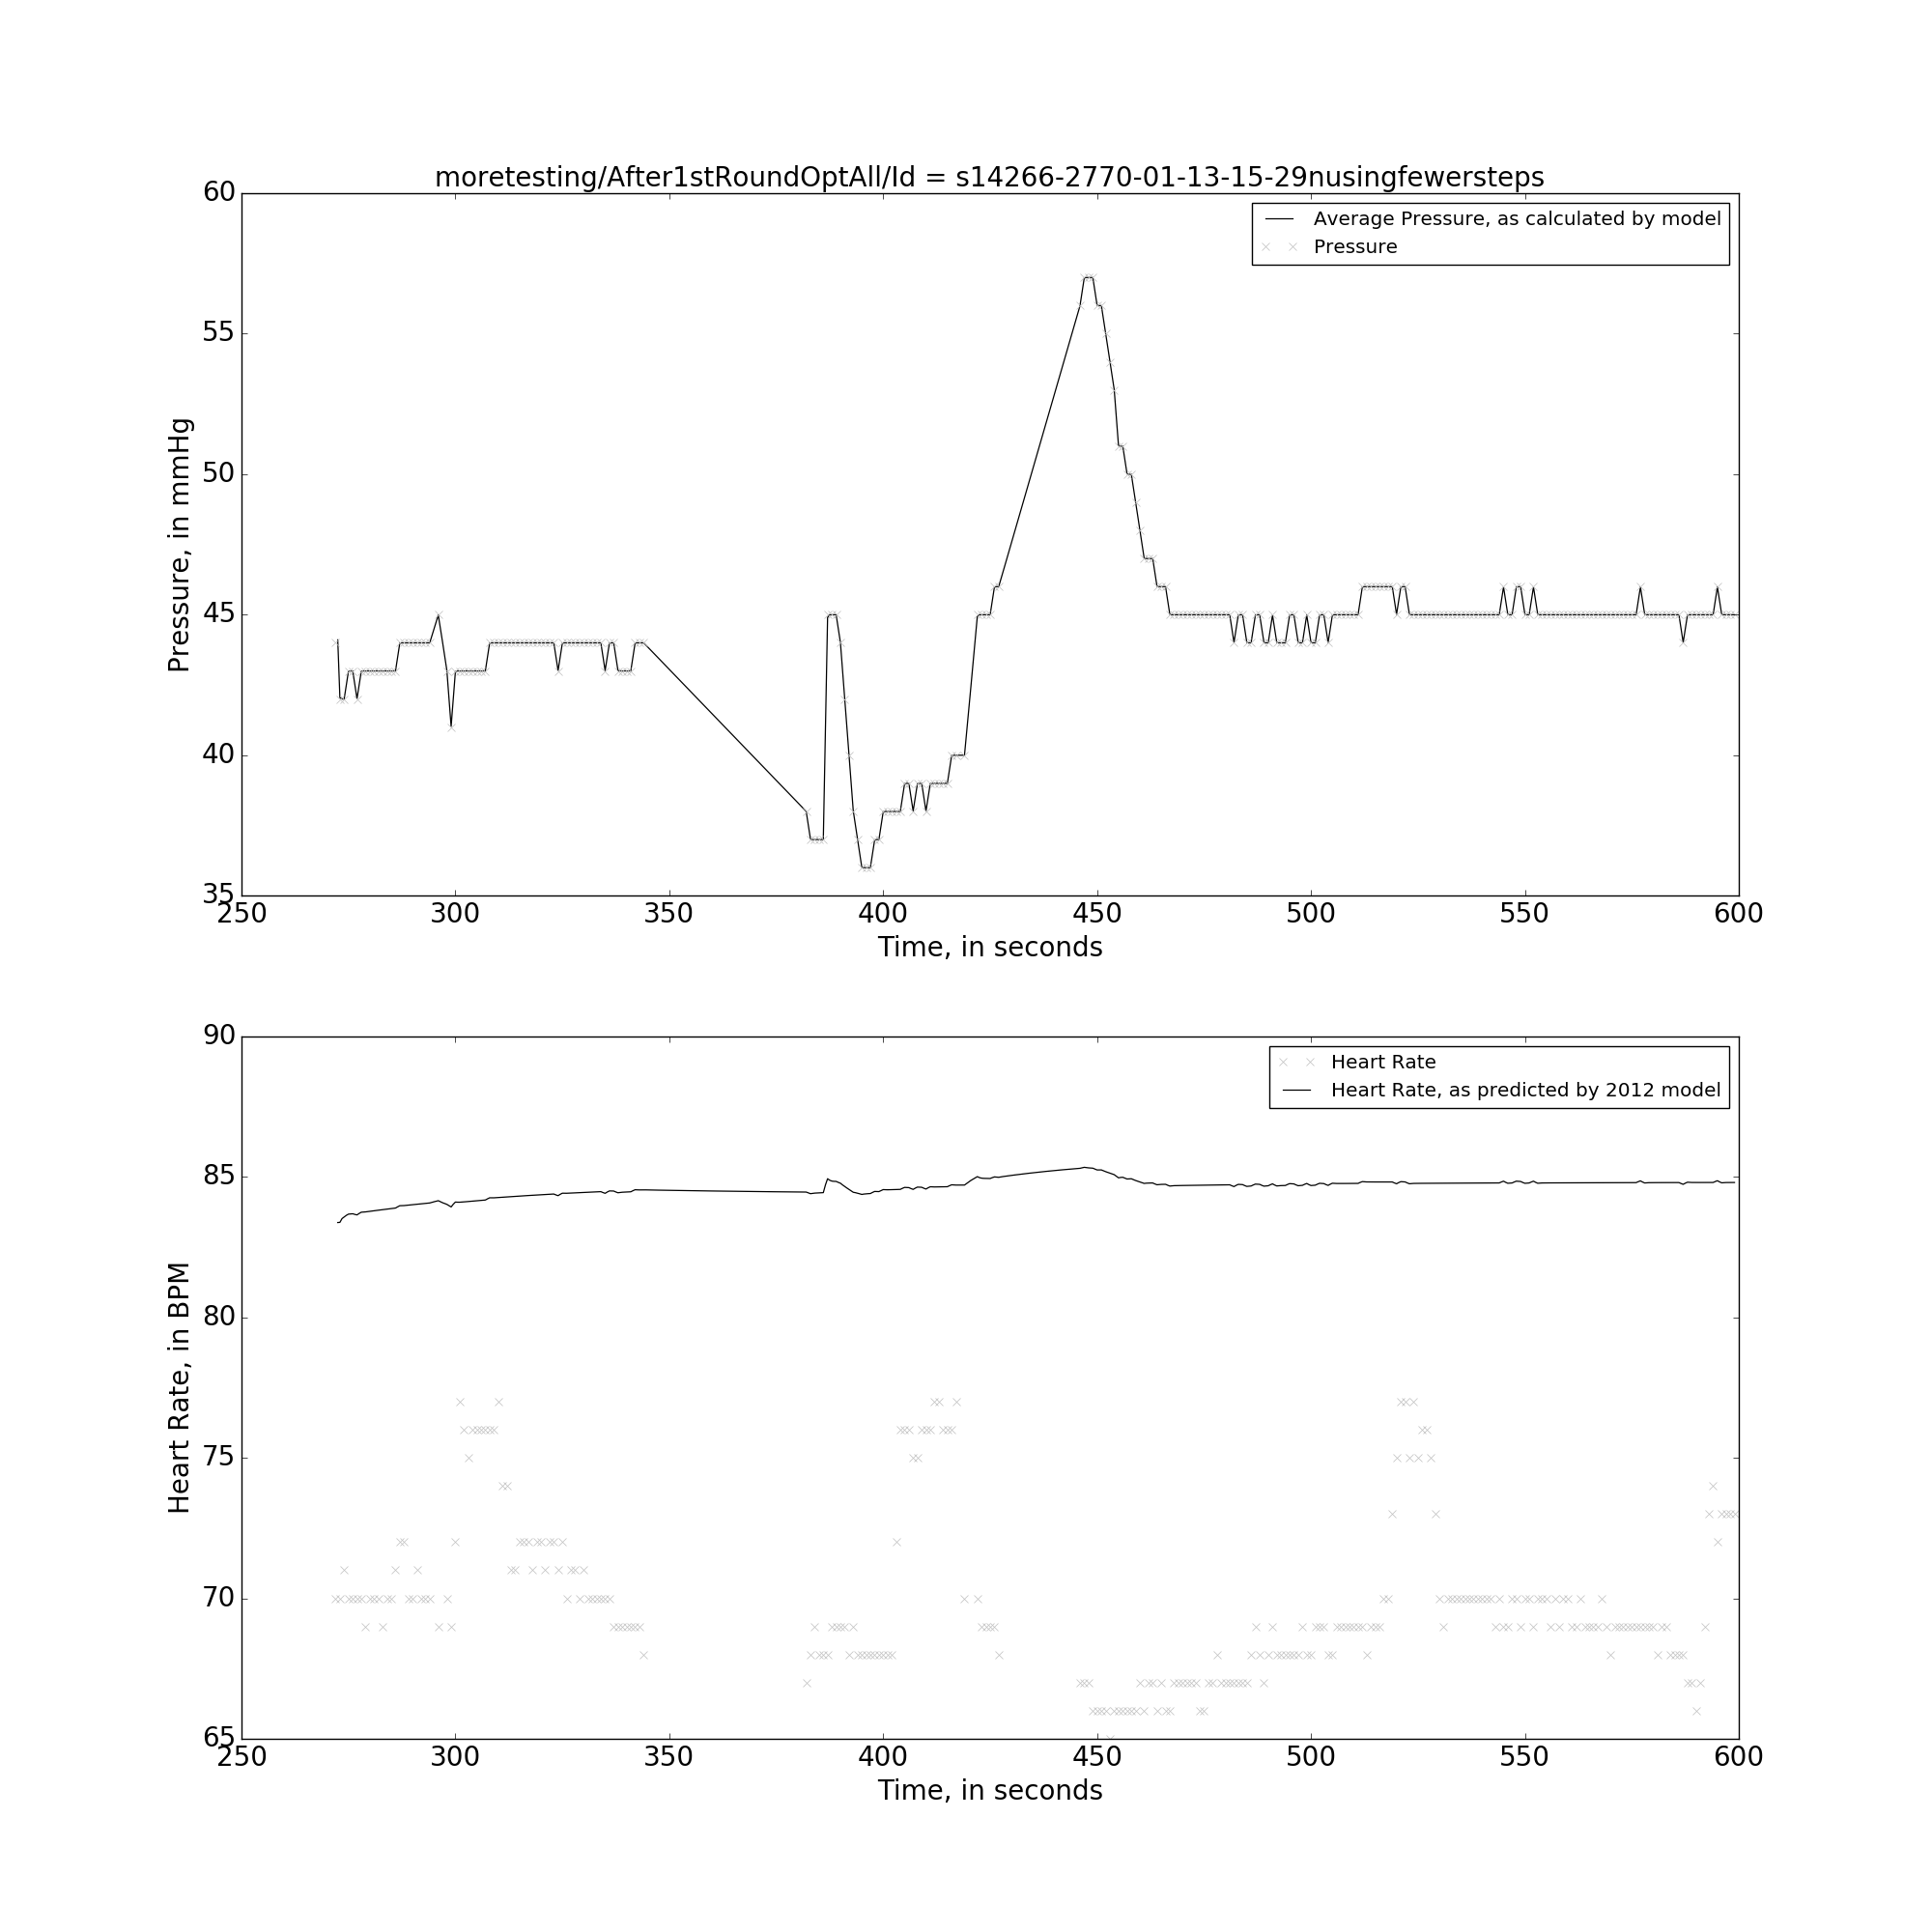 moretesting/After1stRoundOptAll/Id = s14266-2770-01-13-15-29nusingfewersteps
60
55
50
45
40
35
Pressure, in mmHg
Average Pressure, as calculated by model
Pressure
250 300 350 400 450 500 550 600
Time, in seconds
90
85
80
75
70
65
Heart Rate, in BPM
Heart Rate
Heart Rate, as predicted by 2012 model
250 300 350 400 450 500 550 600
Time, in seconds